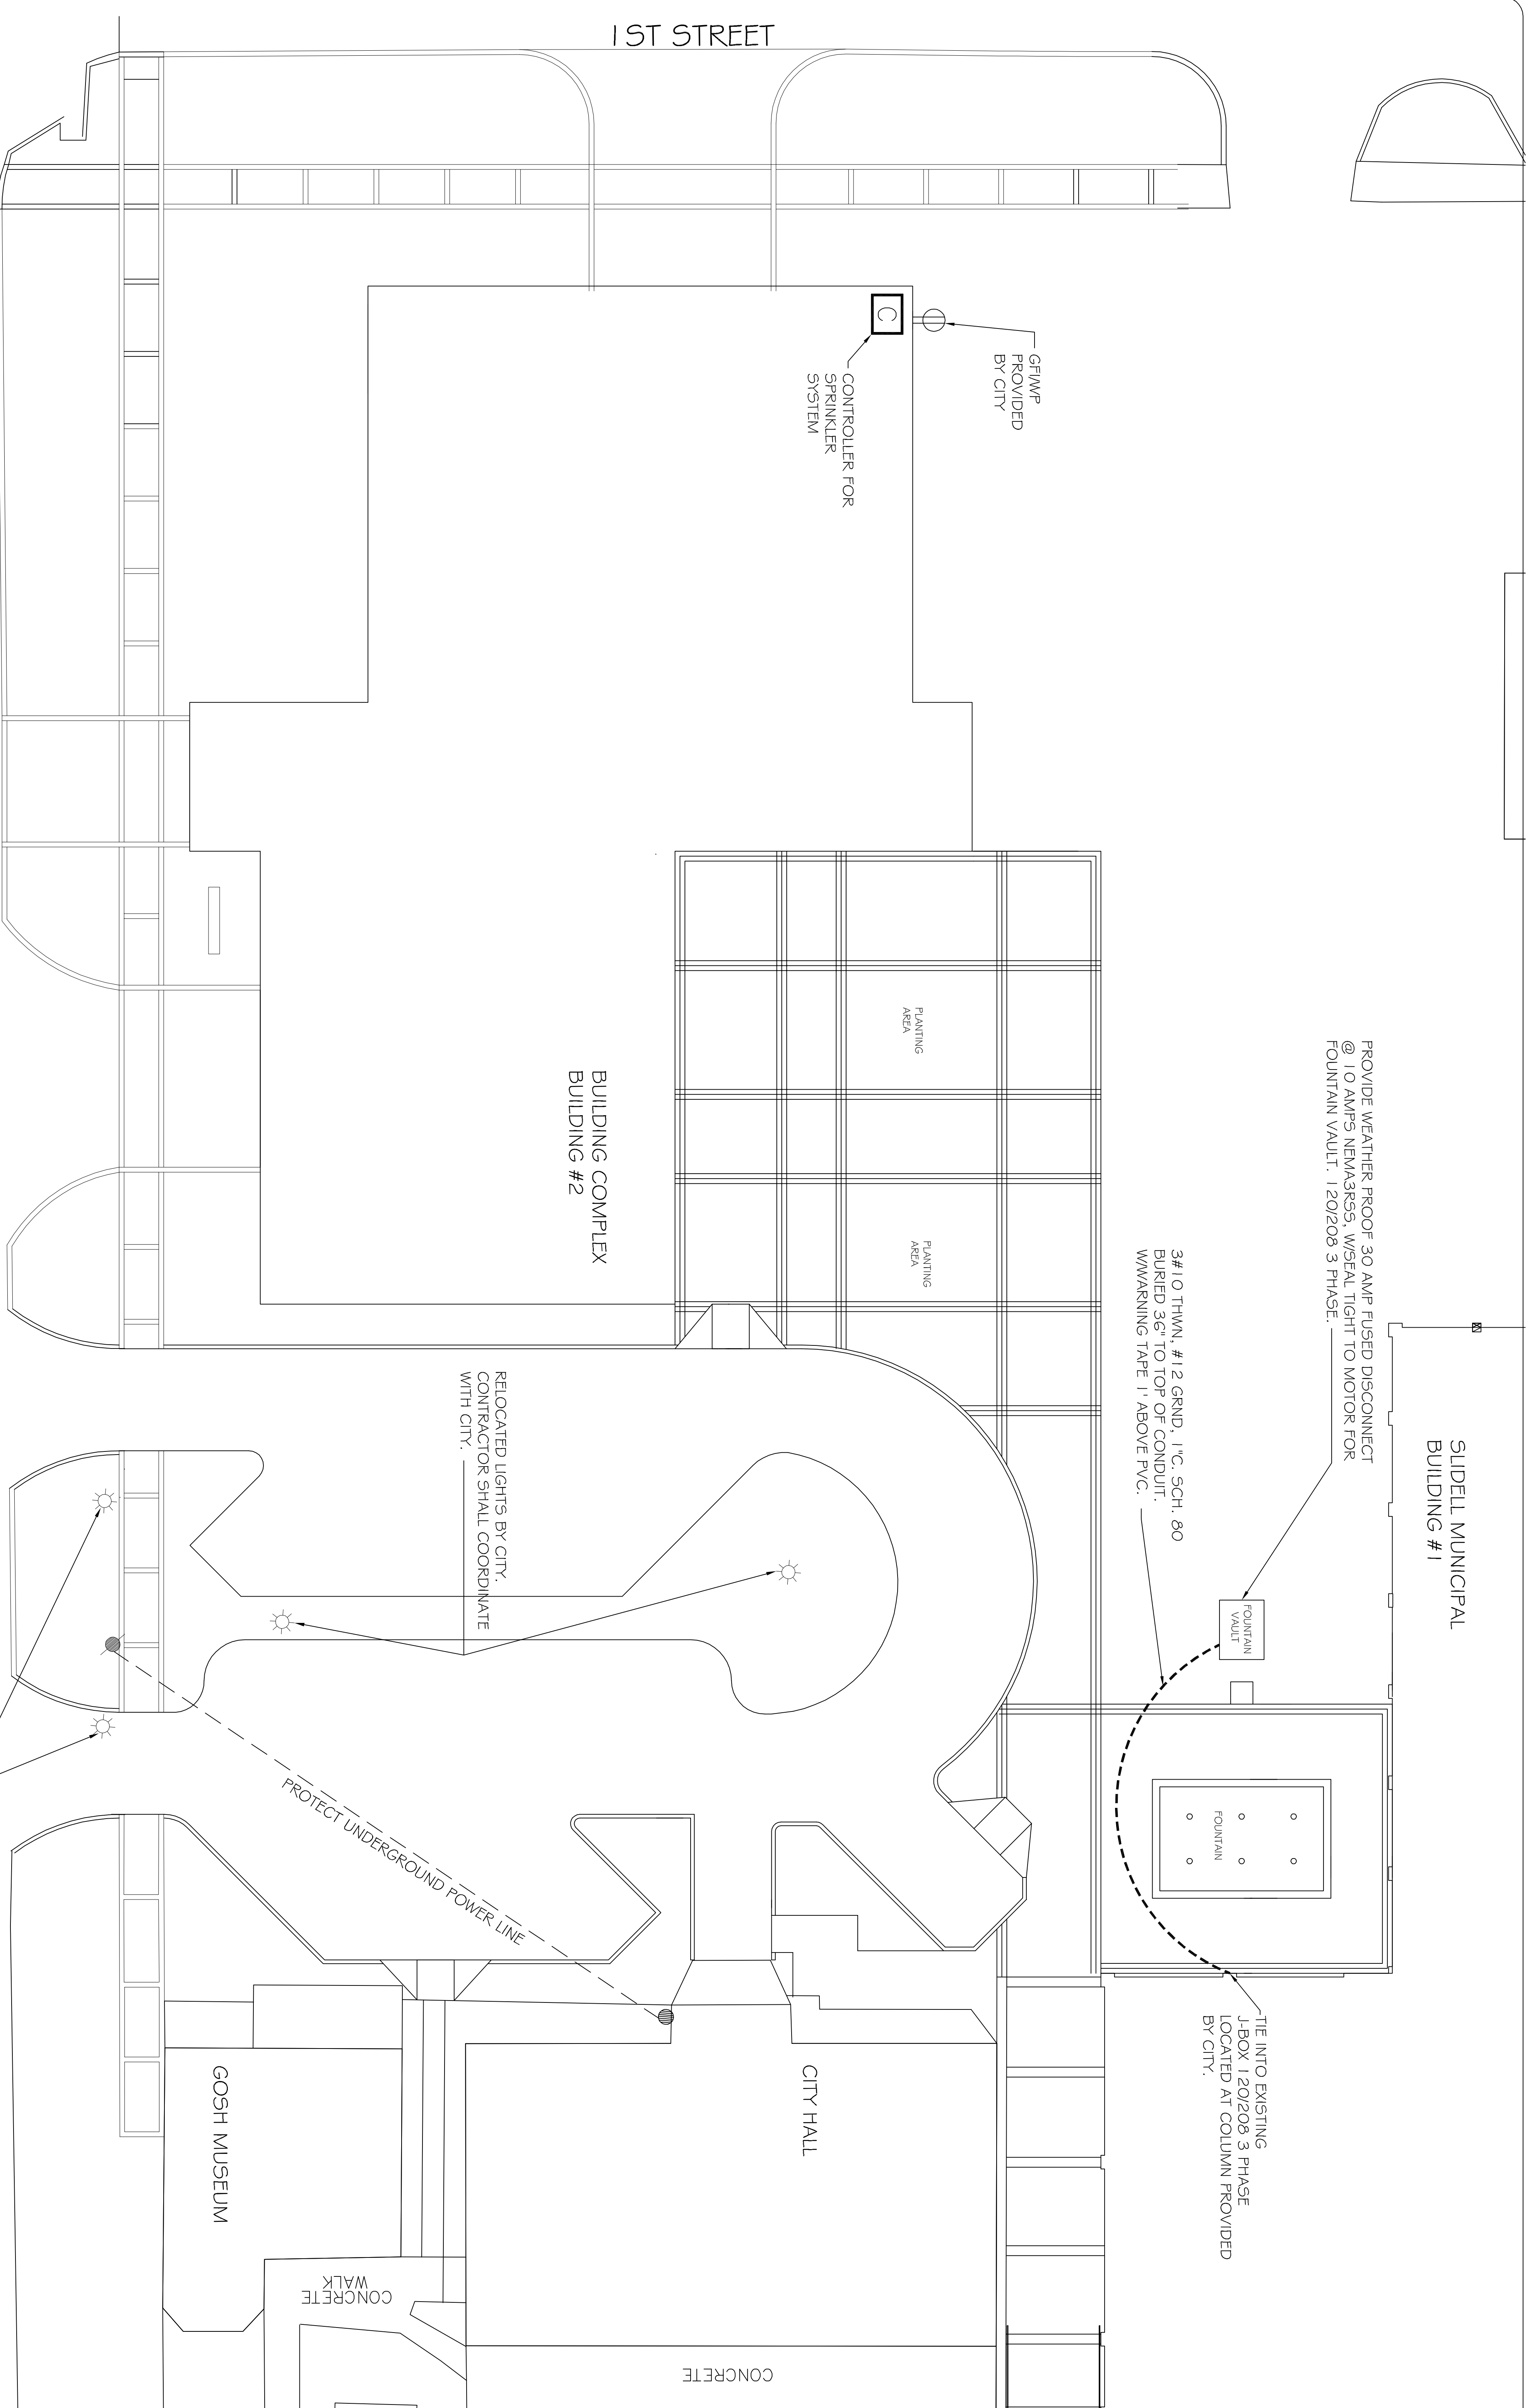 1ST STREET
GFI/WP
PROVIDED
BY CITY
C
CONTROLLER FOR
SPRINKLER
SYSTEM
SLIDELL MUNICIPAL
BUILDING #1
PROVIDE WEATHER PROOF 30 AMP FUSED DISCONNECT
@ 10 AMPS NEMA3RSS, W/SEAL TIGHT TO MOTOR FOR
FOUNTAIN VAULT. 120/208 3 PHASE.
3#10 THWN, #12 GRND, 1"C. SCH. 80
BURIED 36" TO TOP OF CONDUIT.
W/WARNING TAPE 1' ABOVE PVC.
PLANTING
AREA
PLANTING
AREA
BUILDING COMPLEX
BUILDING #2
RELOCATED LIGHTS BY CITY.
CONTRACTOR SHALL COORDINATE
WITH CITY.
FOUNTAIN
VAULT
FOUNTAIN
PROTECT UNDERGROUND POWER LINE
TIE INTO EXISTING
J-BOX 120/208 3 PHASE
LOCATED AT COLUMN PROVIDED
BY CITY.
CITY HALL
GOSH MUSEUM
CONCRETE
WALK
CONCRETE